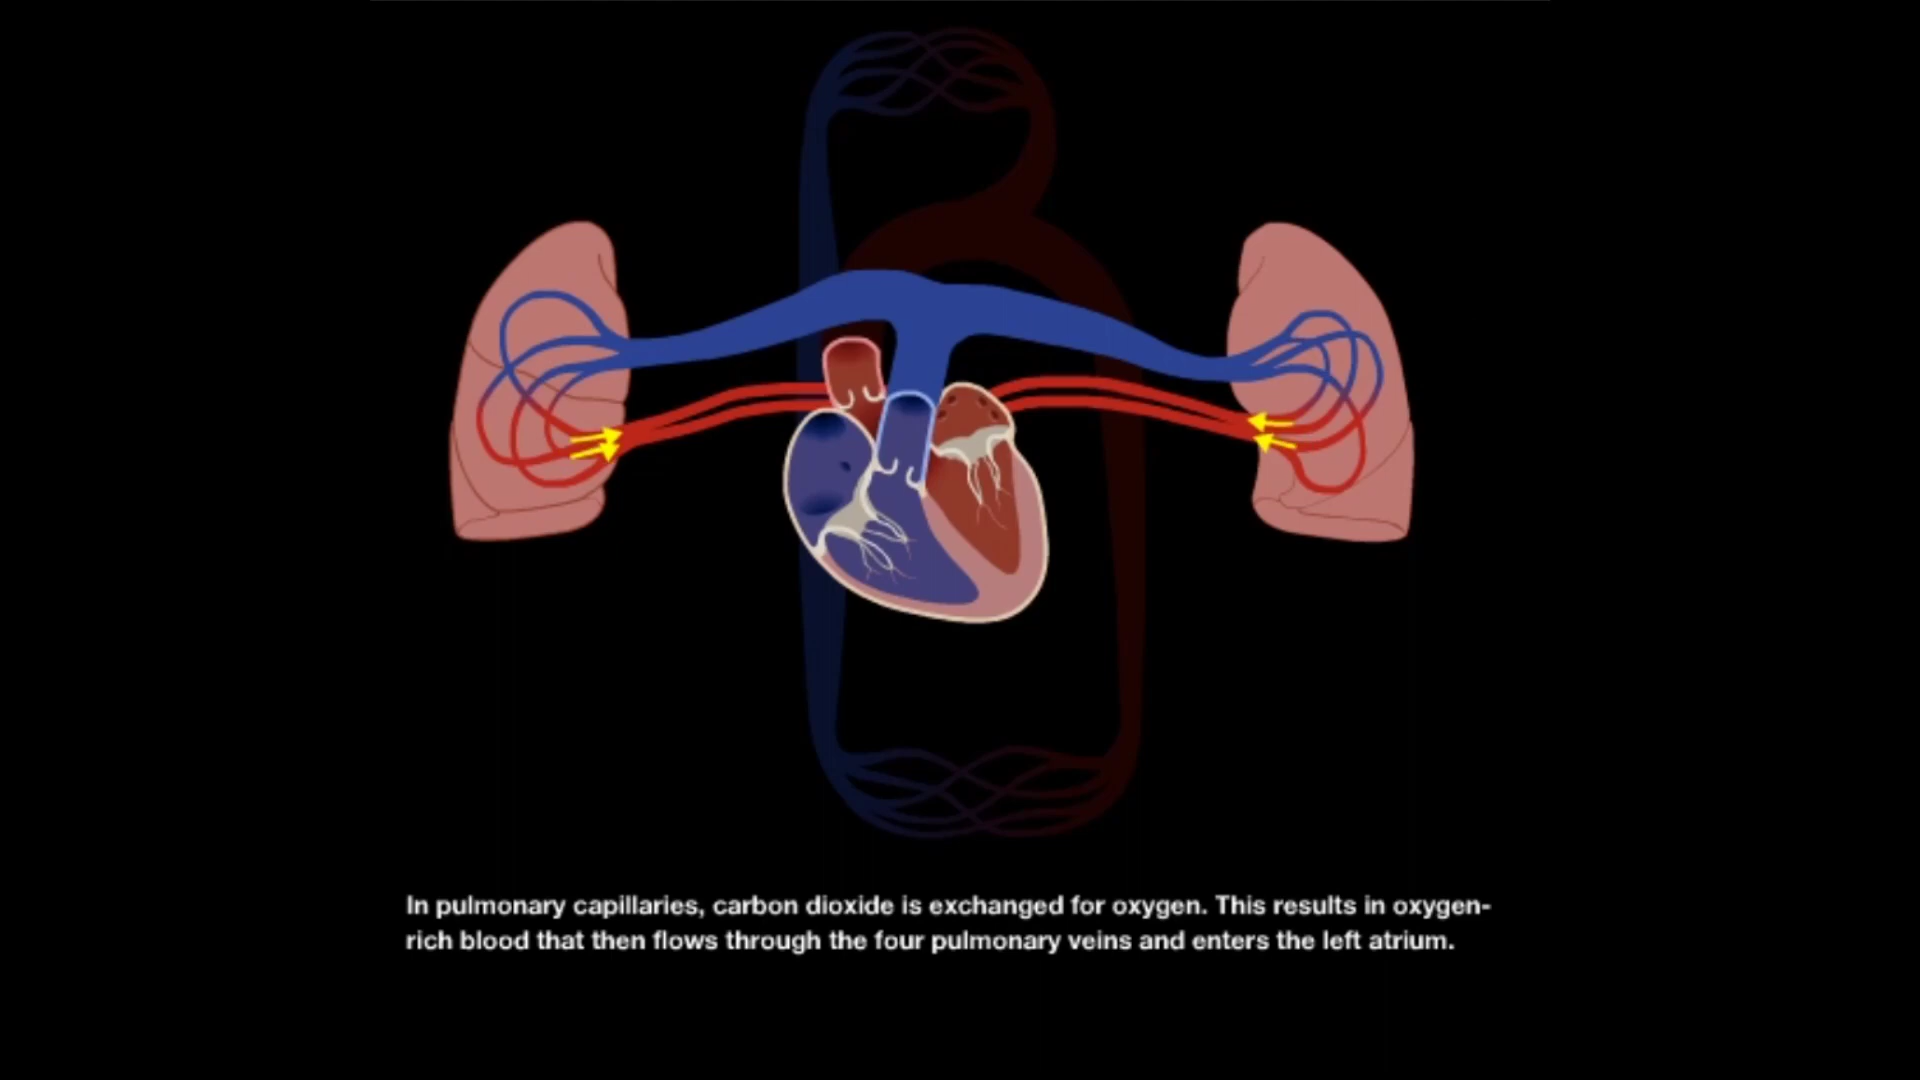 In pulmonary capillaries, carbon dioxide is exchanged for oxygen. This results in oxygen-
rich blood that then flows through the four pulmonary veins and enters the left atrium.